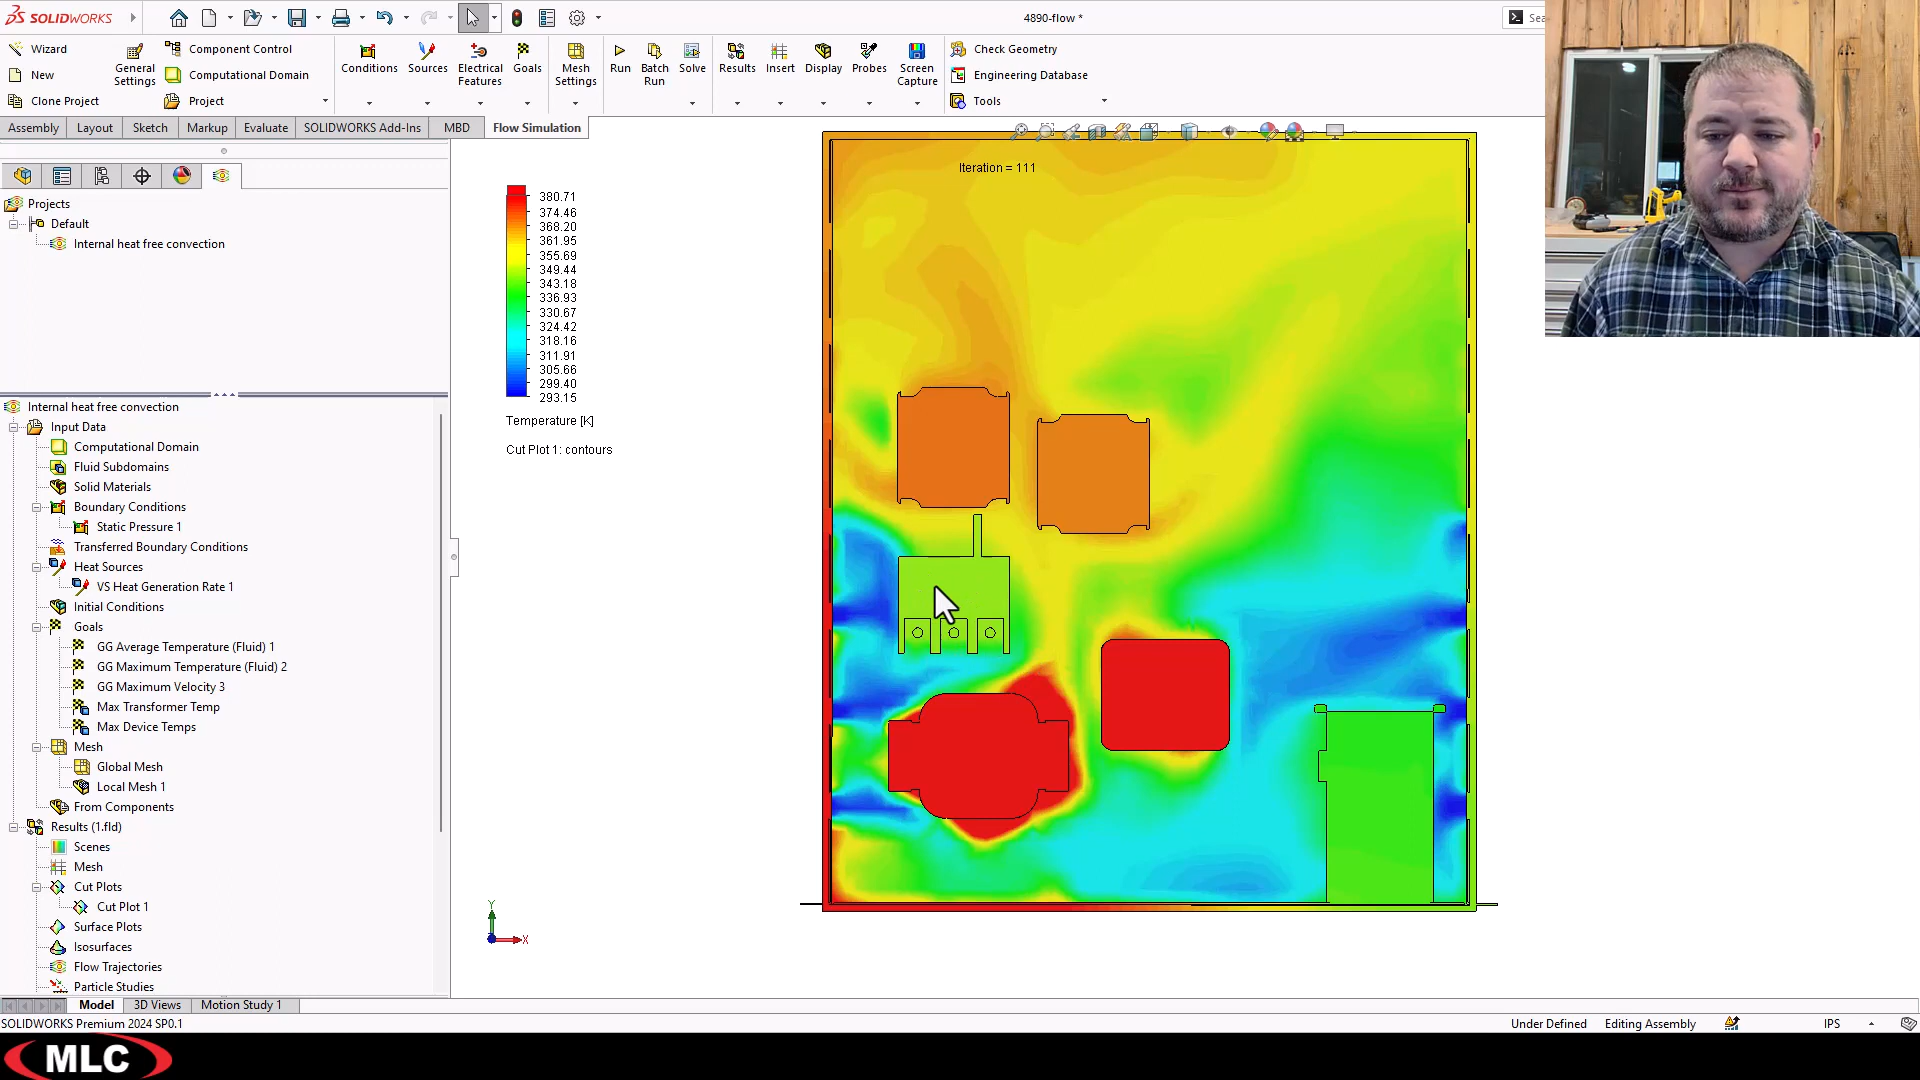 SOLIDWORKS
4890-flow *
Sea
Wizard
New
Clone Project
General Settings
Component Control
Computational Domain
Project
Conditions
Sources
Electrical Features
Goals
Mesh Settings
Run
Batch Run
Solve
Results
Insert
Display
Probes
Screen Capture
Check Geometry
Engineering Database
Tools
Assembly Layout Sketch Markup Evaluate SOLIDWORKS Add-Ins MBD Flow Simulation
Projects
Default
Internal heat free convection
Internal heat free convection
Input Data
Computational Domain
Fluid Subdomains
Solid Materials
Boundary Conditions
Static Pressure 1
Transferred Boundary Conditions
Heat Sources
VS Heat Generation Rate 1
Initial Conditions
Goals
GG Average Temperature (Fluid) 1
GG Maximum Temperature (Fluid) 2
GG Maximum Velocity 3
Max Transformer Temp
Max Device Temps
Mesh
Global Mesh
Local Mesh 1
From Components
Results (1.fld)
Scenes
Mesh
Cut Plots
Cut Plot 1
Surface Plots
Isosurfaces
Flow Trajectories
Particle Studies
Iteration = 111
380.71
374.46
368.20
361.95
355.69
349.44
343.18
336.93
330.67
324.42
318.16
311.91
305.66
299.40
293.15
Temperature [K]
Cut Plot 1: contours
Y
X
Model 3D Views Motion Study 1
SOLIDWORKS Premium 2024 SP0.1
Under Defined Editing Assembly IPS
MLC